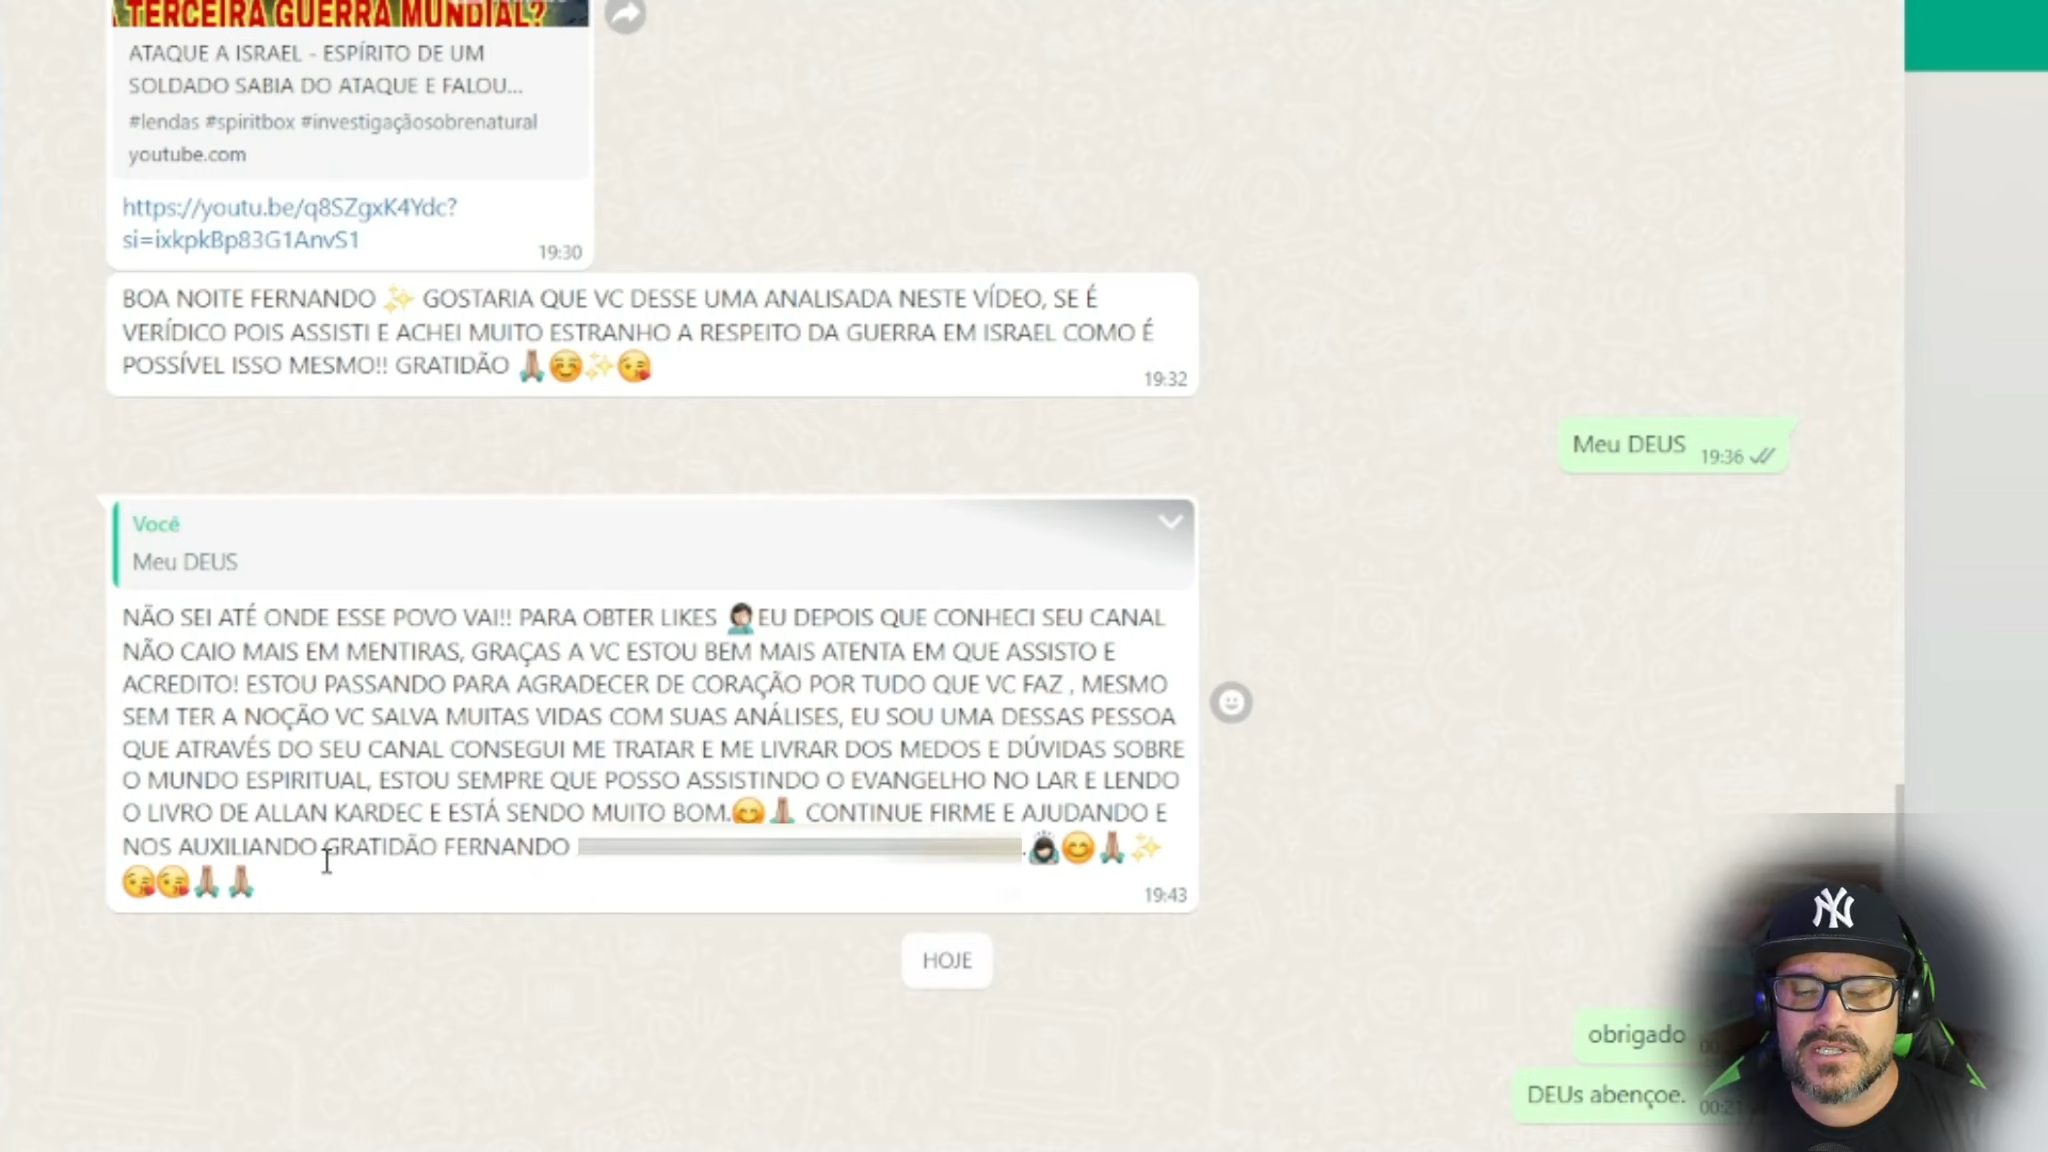 TERCEIRA GUERRA MUNDIAL?
ATAQUE A ISRAEL - ESPÍRITO DE UM
SOLDADO SABIA DO ATAQUE E FALOU...
#lendas #spiritbox #investigaçãosobrenatural
youtube.com
https://youtu.be/q8SZgxK4Ydc?
si=ixkpkBp83G1AnvS1
19:30
BOA NOITE FERNANDO ✨ GOSTARIA QUE VC DESSE UMA ANALISADA NESTE VÍDEO, SE É
VERÍDICO POIS ASSISTI E ACHEI MUITO ESTRANHO A RESPEITO DA GUERRA EM ISRAEL COMO É
POSSÍVEL ISSO MESMO!! GRATIDÃO 🙏🏽☺️✨😘
19:32
Meu DEUS 19:36
Você
Meu DEUS
NÃO SEI ATÉ ONDE ESSE POVO VAI!! PARA OBTER LIKES 🤦🏻‍♀️EU DEPOIS QUE CONHECI SEU CANAL
NÃO CAIO MAIS EM MENTIRAS, GRAÇAS A VC ESTOU BEM MAIS ATENTA EM QUE ASSISTO E
ACREDITO! ESTOU PASSANDO PARA AGRADECER DE CORAÇÃO POR TUDO QUE VC FAZ , MESMO
SEM TER A NOÇÃO VC SALVA MUITAS VIDAS COM SUAS ANÁLISES, EU SOU UMA DESSAS PESSOA
QUE ATRAVÉS DO SEU CANAL CONSEGUI ME TRATAR E ME LIVRAR DOS MEDOS E DÚVIDAS SOBRE
O MUNDO ESPIRITUAL, ESTOU SEMPRE QUE POSSO ASSISTINDO O EVANGELHO NO LAR E LENDO
O LIVRO DE ALLAN KARDEC E ESTÁ SENDO MUITO BOM.😊🙏🏽 CONTINUE FIRME E AJUDANDO E
NOS AUXILIANDO GRATIDÃO FERNANDO .🙇🏻‍♀️😊🙏🏽✨
😘😘🙏🏽🙏🏽
19:43
HOJE
obrigado
DEUs abençoe.
NY